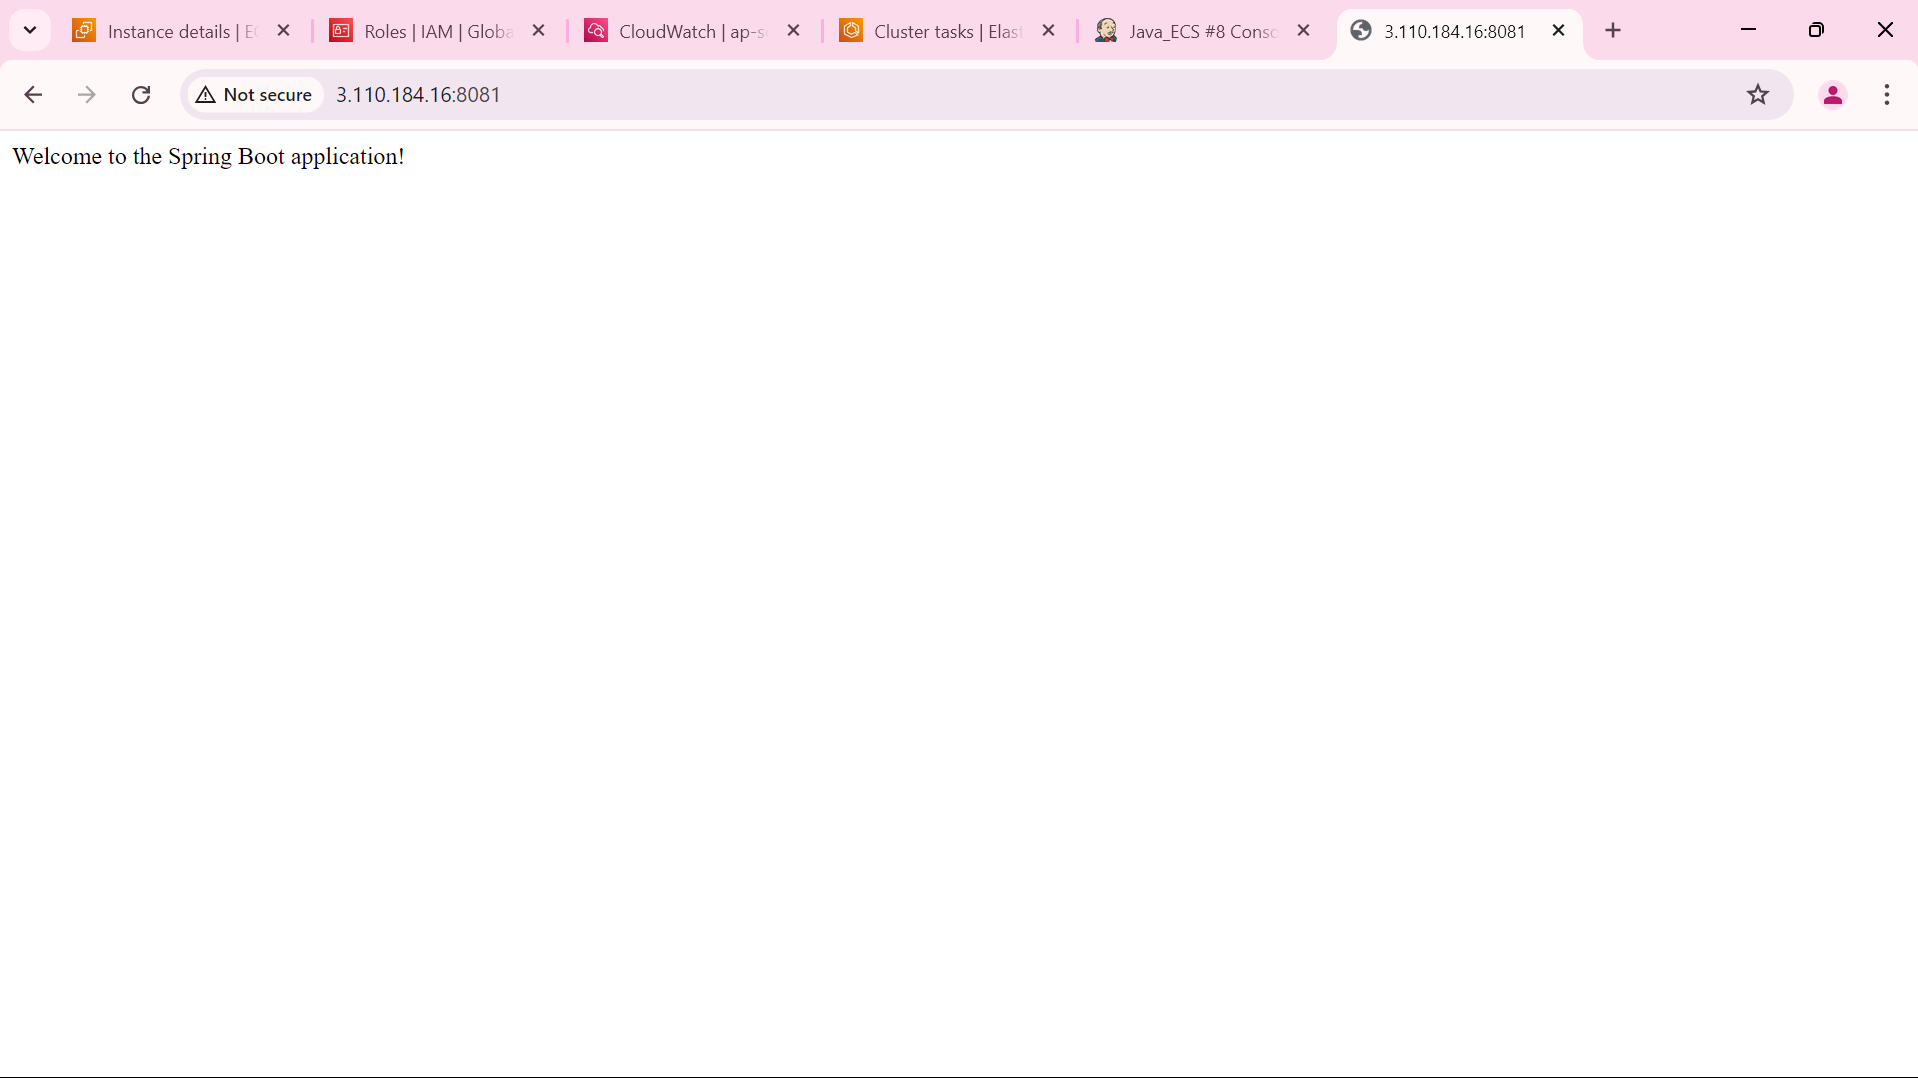 Instance details | EC
Roles | IAM | Globa
CloudWatch | ap-s
Cluster tasks | Elast
Java_ECS #8 Conso
3.110.184.16:8081
Not secure
3.110.184.16:8081
Welcome to the Spring Boot application!